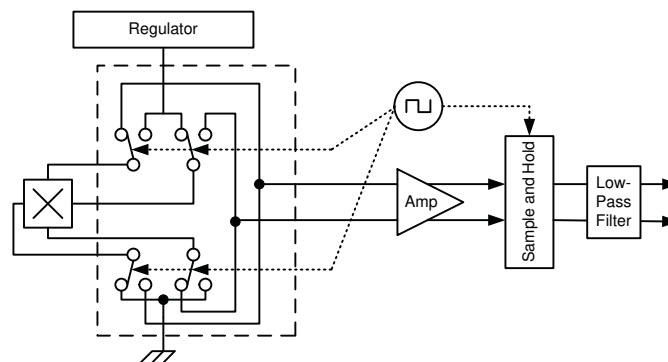 Regulator
Amp
Sample and Hold
Low-
Pass
Filter